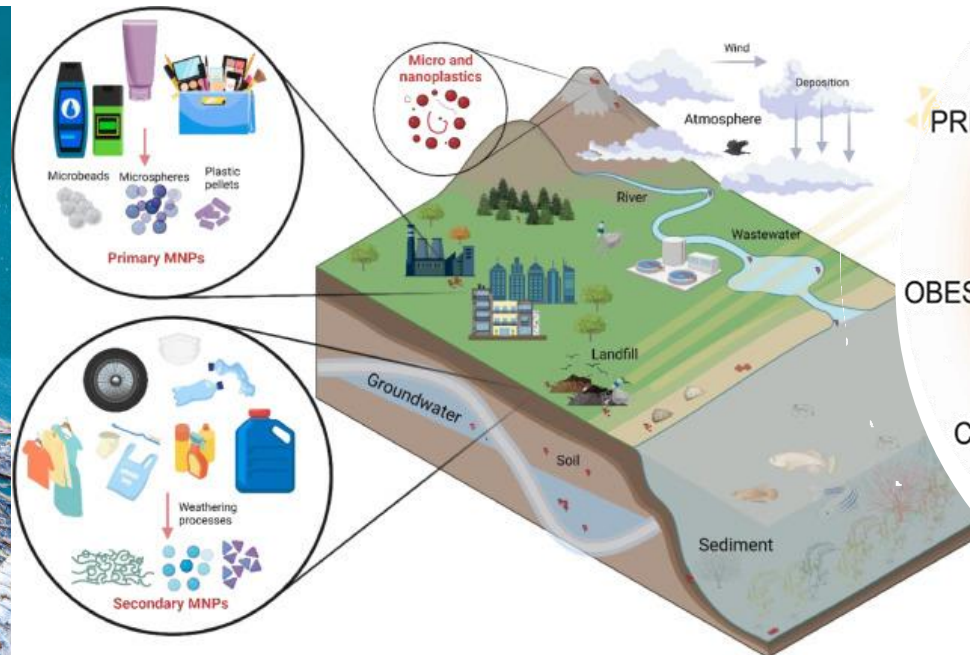 Micro and
nanoplastics
Wind
Deposition
Atmosphere
Microbeads
Microspheres
Plastic
pellets
Primary MNPs
River
Wastewater
Landfill
Groundwater
Soil
Sediment
Weathering
processes
Secondary MNPs
PR
OBES
C